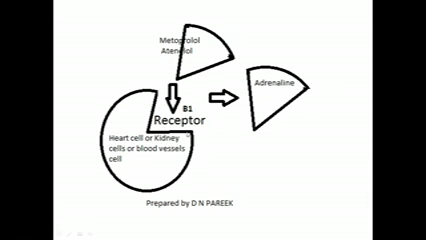 Metoprolol
Atenolol
Adrenaline
B1
Receptor
Heart cell or Kidney
cells or blood vessels
cell
Prepared by D N PAREEK